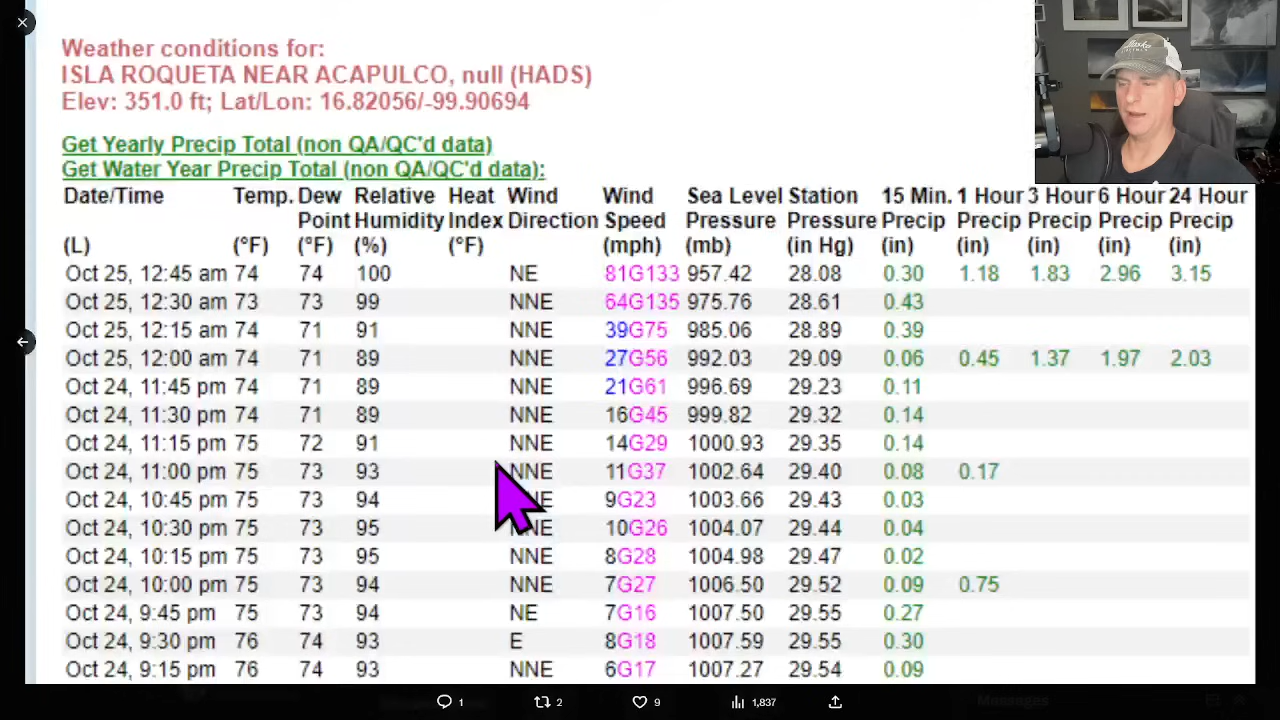 Weather conditions for:
ISLA ROQUETA NEAR ACAPULCO, null (HADS)
Elev: 351.0 ft; Lat/Lon: 16.82056/-99.90694
Get Yearly Precip Total (non QA/QC'd data)
Get Water Year Precip Total (non QA/QC'd data):
Date/Time Temp. Dew Relative Heat Wind Wind Sea Level Station 15 Min. 1 Hour 3 Hour 6 Hour 24 Hour
Point Humidity Index Direction Speed Pressure Pressure Precip Precip Precip Precip Precip
(L) (°F) (°F) (%) (°F) (mph) (mb) (in Hg) (in) (in) (in) (in) (in)
Oct 25, 12:45 am 74 74 100 NE 81G133 957.42 28.08 0.30 1.18 1.83 2.96 3.15
Oct 25, 12:30 am 73 73 99 NNE 64G135 975.76 28.61 0.43
Oct 25, 12:15 am 74 71 91 NNE 39G75 985.06 28.89 0.39
Oct 25, 12:00 am 74 71 89 NNE 27G56 992.03 29.09 0.06 0.45 1.37 1.97 2.03
Oct 24, 11:45 pm 74 71 89 NNE 21G61 996.69 29.23 0.11
Oct 24, 11:30 pm 74 71 89 NNE 16G45 999.82 29.32 0.14
Oct 24, 11:15 pm 75 72 91 NNE 14G29 1000.93 29.35 0.14
Oct 24, 11:00 pm 75 73 93 NNE 11G37 1002.64 29.40 0.08 0.17
Oct 24, 10:45 pm 75 73 94 NE 9G23 1003.66 29.43 0.03
Oct 24, 10:30 pm 75 73 95 NNE 10G26 1004.07 29.44 0.04
Oct 24, 10:15 pm 75 73 95 NNE 8G28 1004.98 29.47 0.02
Oct 24, 10:00 pm 75 73 94 NNE 7G27 1006.50 29.52 0.09 0.75
Oct 24, 9:45 pm 75 73 94 NE 7G16 1007.50 29.55 0.27
Oct 24, 9:30 pm 76 74 93 E 8G18 1007.59 29.55 0.30
Oct 24, 9:15 pm 76 74 93 NNE 6G17 1007.27 29.54 0.09
1 2 9 1,837
Messages